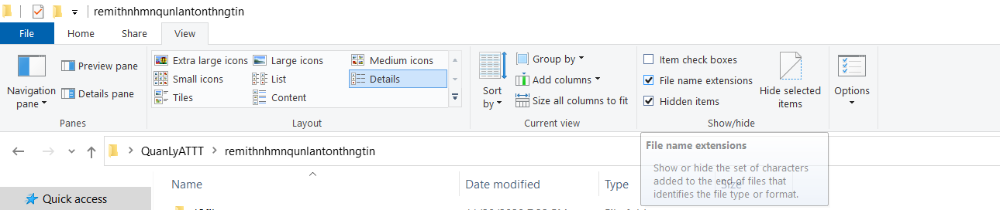 remithnhmnqunlantonthngtin
File Home Share View
Navigation pane
Preview pane
Details pane
Panes
Extra large icons Large icons Medium icons
Small icons List Details
Tiles Content
Layout
Sort by
Group by
Add columns
Size all columns to fit
Current view
Item check boxes
File name extensions
Hidden items
Hide selected items
Show/hide
Options
QuanLyATTT remithnhmnqunlantonthngtin
File name extensions
Show or hide the set of characters
added to the end of files that
identifies the file type or format.
Quick access
Name Date modified Type Size